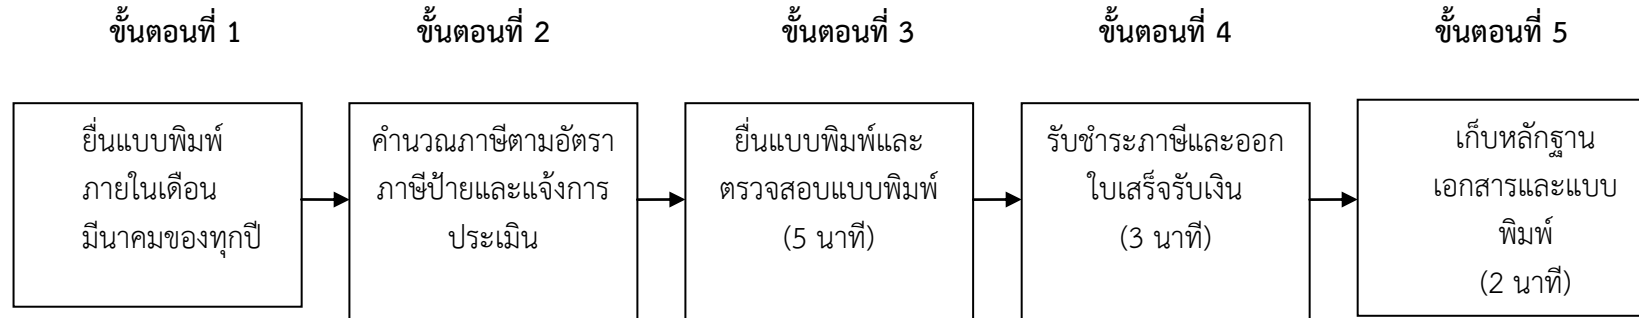 ขั้นตอนที่ 1
ขั้นตอนที่ 2
ขั้นตอนที่ 3
ขั้นตอนที่ 4
ขั้นตอนที่ 5
ยื่นแบบพิมพ์
ภายในเดือน
มีนาคมของทุกปี
คำนวณภาษีตามอัตรา
ภาษีป้ายและแจ้งการ
ประเมิน
ยื่นแบบพิมพ์และ
ตรวจสอบแบบพิมพ์
(5 นาที)
รับชำระภาษีและออก
ใบเสร็จรับเงิน
(3 นาที)
เก็บหลักฐาน
เอกสารและแบบ
พิมพ์
(2 นาที)